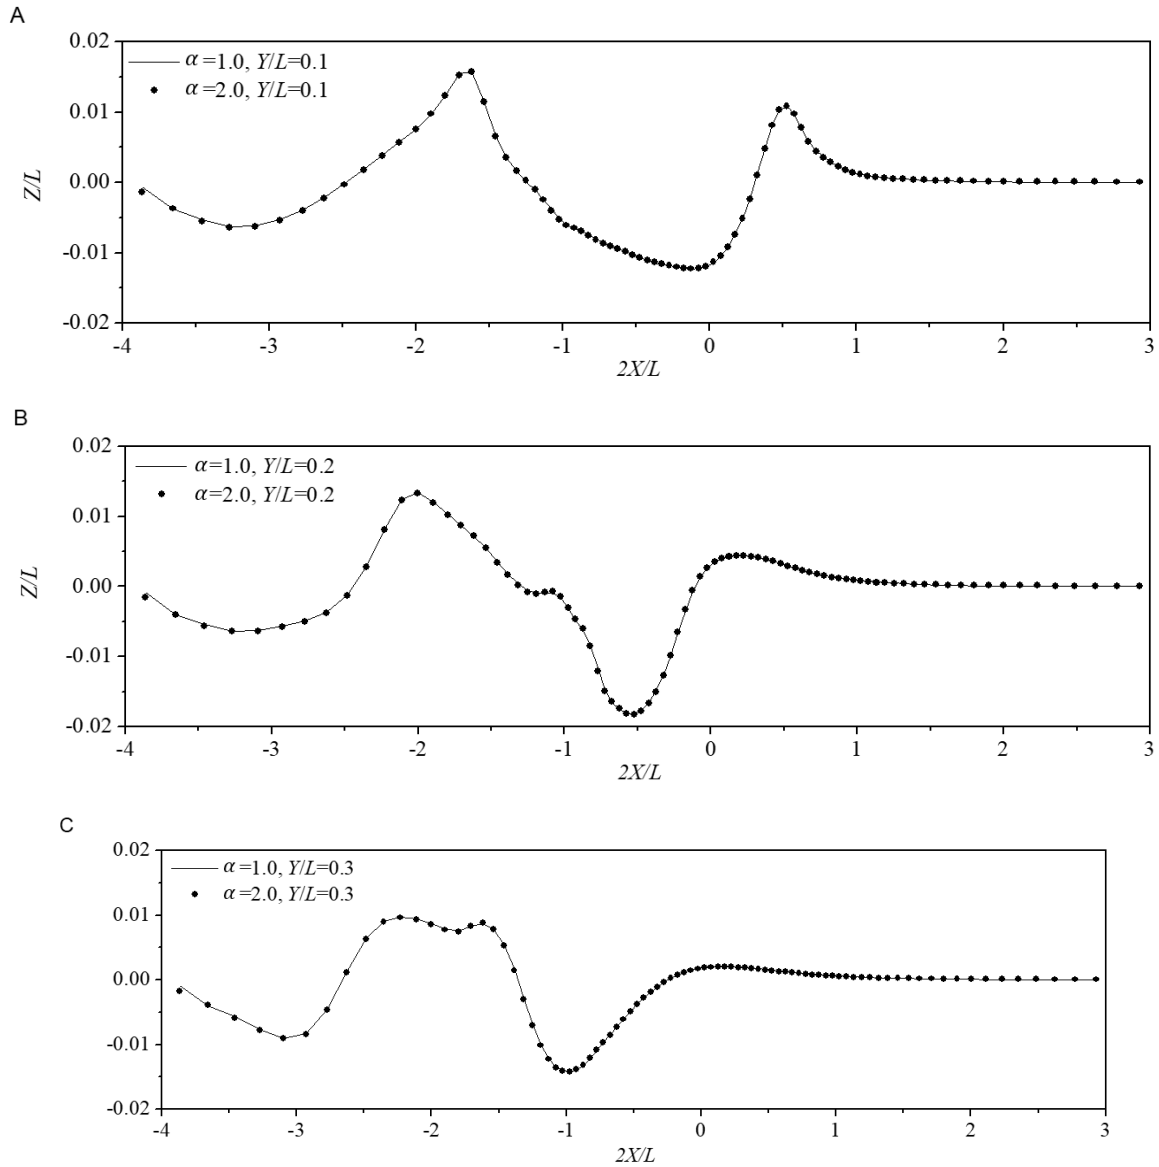 A
0.02
0.01
0.00
-0.01
-0.02
Z/L
α=1.0, Y/L=0.1
α=2.0, Y/L=0.1
-4 -3 -2 -1 0 1 2 3
2X/L
B
0.02
0.01
0.00
-0.01
-0.02
Z/L
α=1.0, Y/L=0.2
α=2.0, Y/L=0.2
-4 -3 -2 -1 0 1 2 3
2X/L
C
0.02
0.01
0.00
-0.01
-0.02
Z/L
α=1.0, Y/L=0.3
α=2.0, Y/L=0.3
-4 -3 -2 -1 0 1 2 3
2X/L